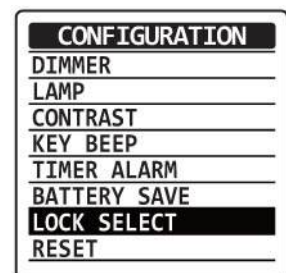 CONFIGURATION
DIMMER
LAMP
CONTRAST
KEY BEEP
TIMER ALARM
BATTERY SAVE
LOCK SELECT
RESET